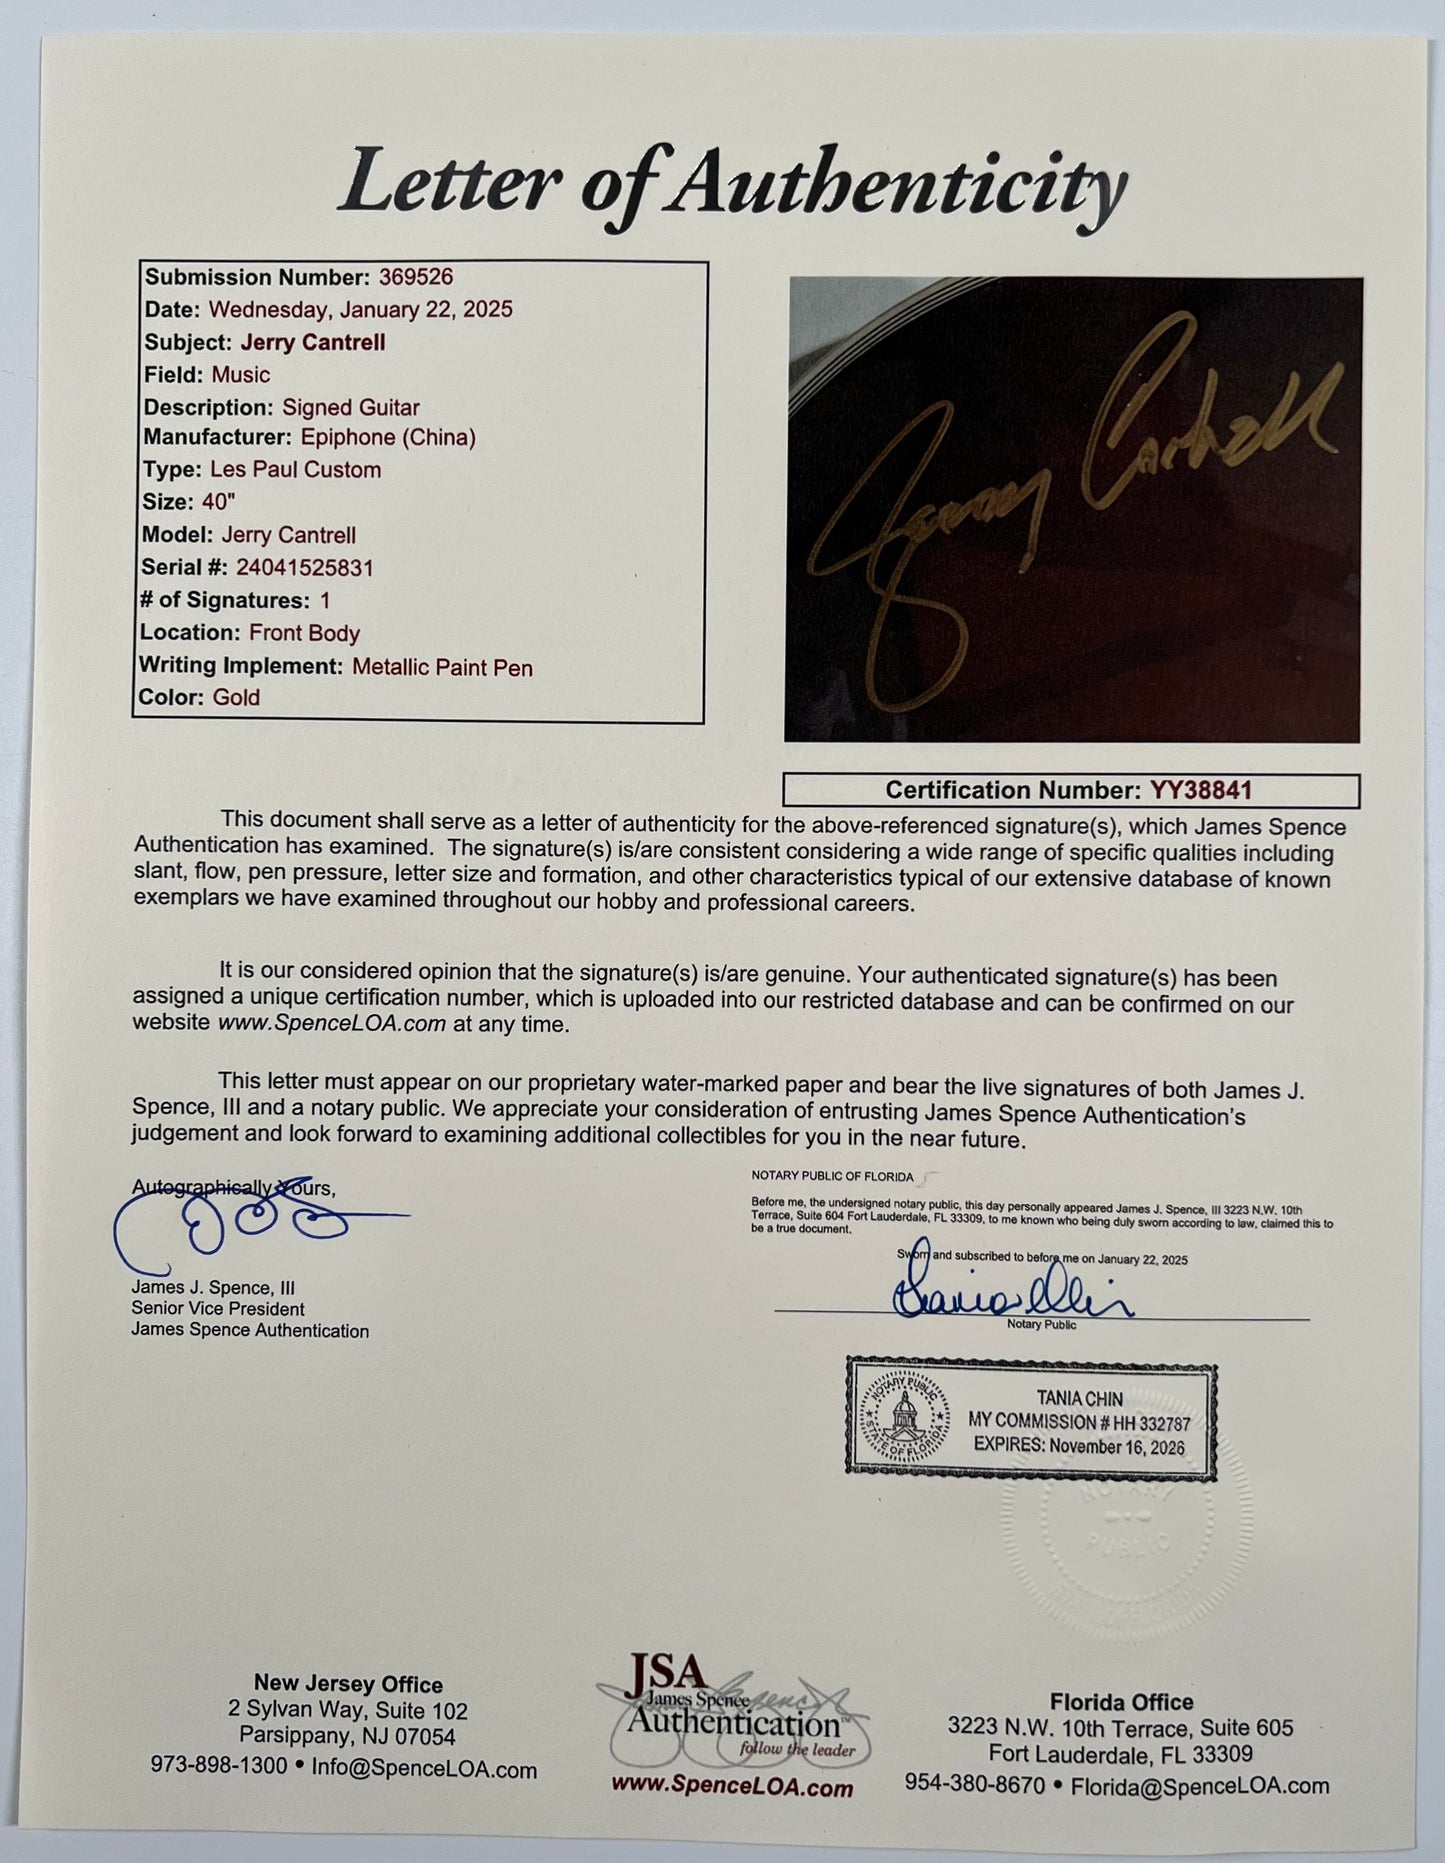 Letter of Authenticity
Submission Number: 369526
Date: Wednesday, January 22, 2025
Subject: Jerry Cantrell
Field: Music
Description: Signed Guitar
Manufacturer: Epiphone (China)
Type: Les Paul Custom
Size: 40"
Model: Jerry Cantrell
Serial #: 24041525831
# of Signatures: 1
Location: Front Body
Writing Implement: Metallic Paint Pen
Color: Gold
Jerry Cantrell
Certification Number: YY38841
This document shall serve as a letter of authenticity for the above-referenced signature(s), which James Spence
Authentication has examined. The signature(s) is/are consistent considering a wide range of specific qualities including
slant, flow, pen pressure, letter size and formation, and other characteristics typical of our extensive database of known
exemplars we have examined throughout our hobby and professional careers.
It is our considered opinion that the signature(s) is/are genuine. Your authenticated signature(s) has been
assigned a unique certification number, which is uploaded into our restricted database and can be confirmed on our
website www.SpenceLOA.com at any time.
This letter must appear on our proprietary water-marked paper and bear the live signatures of both James J.
Spence, III and a notary public. We appreciate your consideration of entrusting James Spence Authentication's
judgement and look forward to examining additional collectibles for you in the near future.
Autographically Yours,
James J. Spence, III
Senior Vice President
James Spence Authentication
NOTARY PUBLIC OF FLORIDA
Before me, the undersigned notary public, this day personally appeared James J. Spence, III 3223 N.W. 10th
Terrace, Suite 604 Fort Lauderdale, FL 33309, to me known who being duly sworn according to law, claimed this to
be a true document.
Sworn and subscribed to before me on January 22, 2025
Tania Chin
Notary Public
NOTARY PUBLIC
STATE OF FLORIDA
TANIA CHIN
MY COMMISSION # HH 332787
EXPIRES: November 16, 2026
NOTARY
PUBLIC
STATE OF FLORIDA
New Jersey Office
2 Sylvan Way, Suite 102
Parsippany, NJ 07054
973-898-1300 • Info@SpenceLOA.com
JSA
James Spence
Authentication™
follow the leader
www.SpenceLOA.com
Florida Office
3223 N.W. 10th Terrace, Suite 605
Fort Lauderdale, FL 33309
954-380-8670 • Florida@SpenceLOA.com